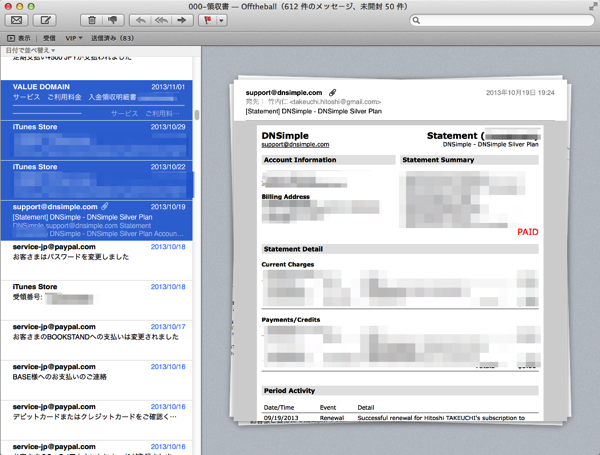 000-領収書 — Offtheball（612 件のメッセージ、未開封 50 件）
表示 受信 VIP 送信済み (83)
日付で並べ替え
VALUE DOMAIN 2013/11/01
サービス ご利用料金 入金領収明細書
サービス ご利用料…
iTunes Store 2013/10/29
iTunes Store 2013/10/22
support@dnsimple.com 2013/10/19
[Statement] DNSimple - DNSimple Silver Plan
DNSimple support@dnsimple.com Statement
DNSimple - DNSimple Silver Plan Accoun...
service-jp@paypal.com 2013/10/18
お客さまはパスワードを変更しました
iTunes Store 2013/10/18
受領番号:
service-jp@paypal.com 2013/10/17
お客さまのBOOKSTANDへの支払いは変更されました
service-jp@paypal.com 2013/10/16
BASE様へのお支払いのご連絡
service-jp@paypal.com 2013/10/16
デビットカードまたはクレジットカードをご確認く…
service-jp@paypal.com 2013/10/16
support@dnsimple.com 2013年10月19日 19:24
宛先： 竹内仁 <takeuchi.hitoshi@gmail.com>
[Statement] DNSimple - DNSimple Silver Plan
DNSimple Statement (
support@dnsimple.com DNSimple - DNSimple Silver Plan
Account Information Statement Summary
Billing Address
PAID
Statement Detail
Current Charges
Payments/Credits
Period Activity
Date/Time Event Detail
09/19/2013 Renewal Successful renewal for Hitoshi TAKEUCHI's subscription to